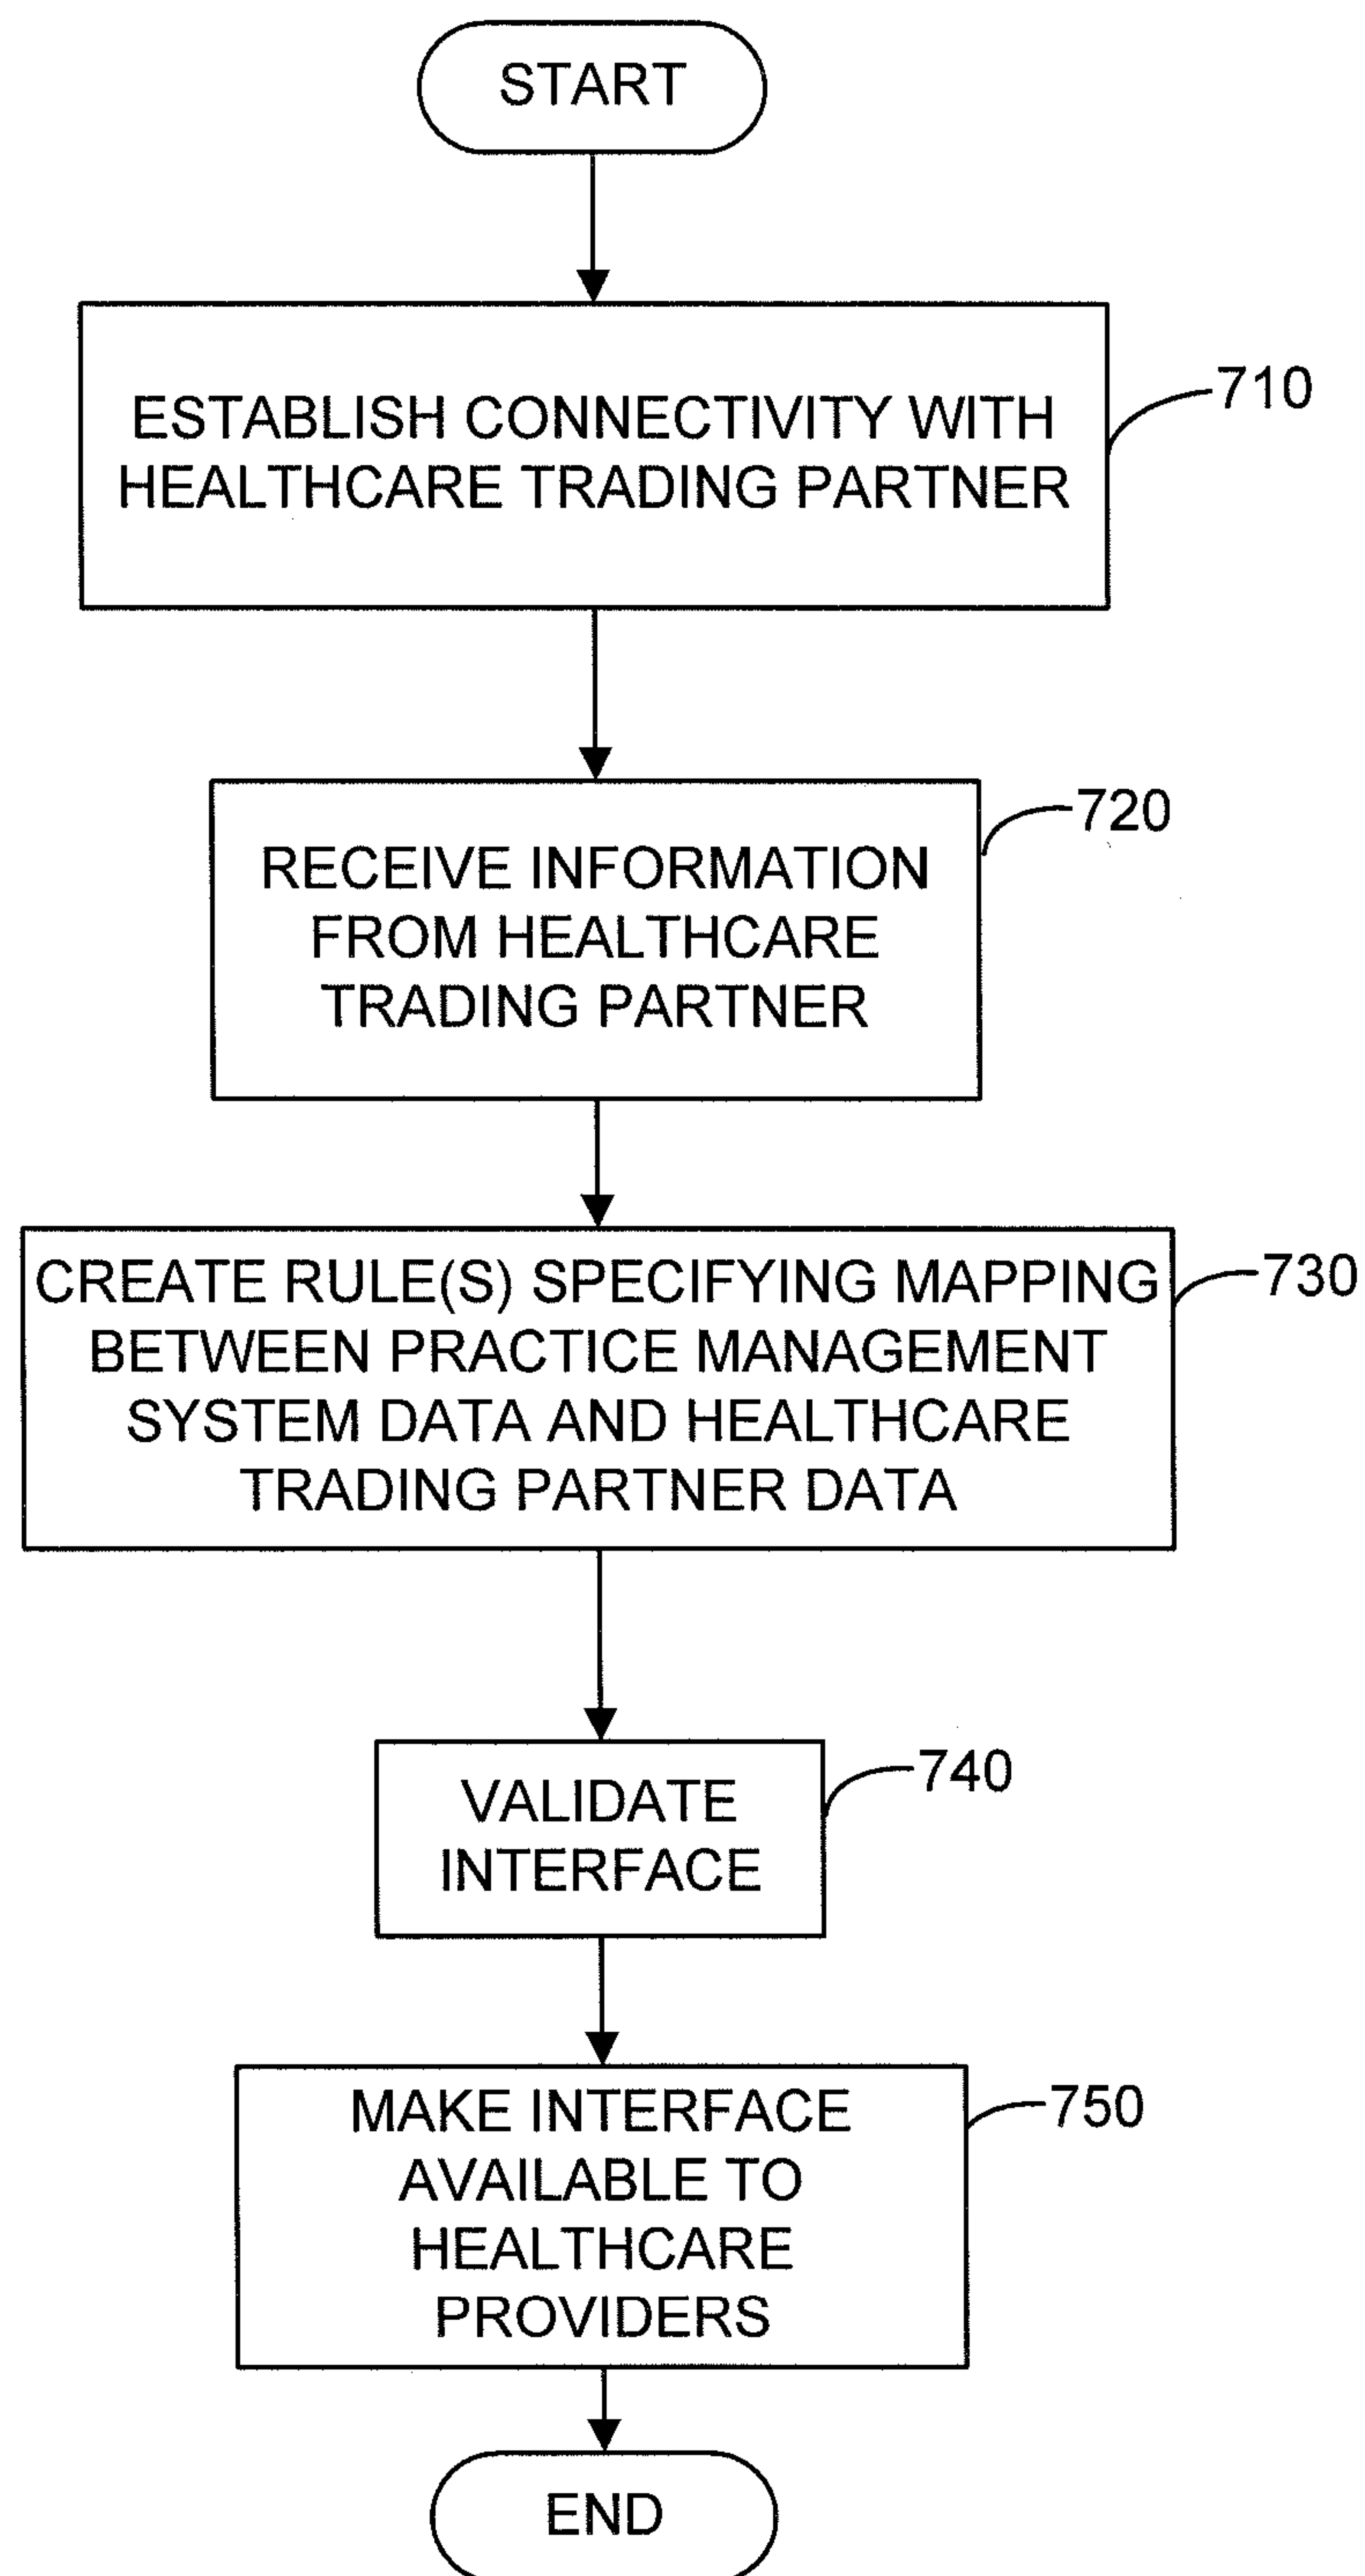 START
ESTABLISH CONNECTIVITY WITH
HEALTHCARE TRADING PARTNER
710
RECEIVE INFORMATION
FROM HEALTHCARE
TRADING PARTNER
720
CREATE RULE(S) SPECIFYING MAPPING
BETWEEN PRACTICE MANAGEMENT
SYSTEM DATA AND HEALTHCARE
TRADING PARTNER DATA
730
VALIDATE
INTERFACE
740
MAKE INTERFACE
AVAILABLE TO
HEALTHCARE
PROVIDERS
750
END